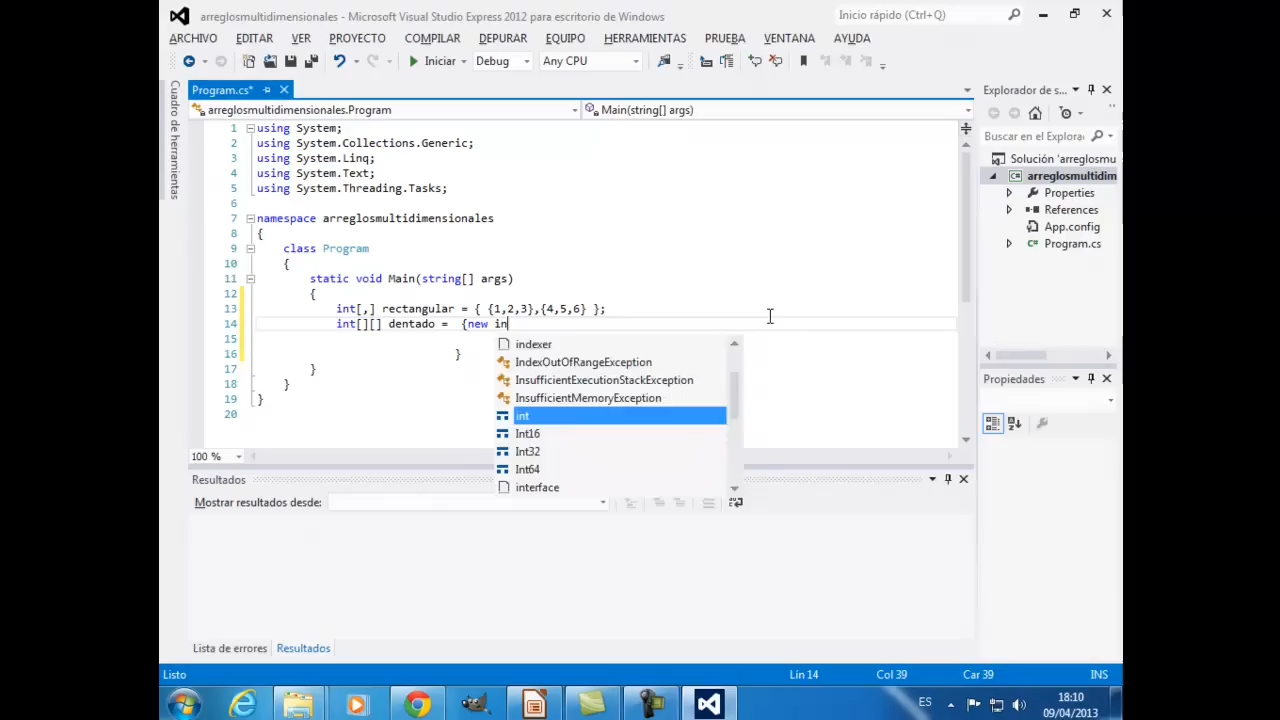 arreglosmultidimensionales - Microsoft Visual Studio Express 2012 para escritorio de Windows
Inicio rápido (Ctrl+Q)
ARCHIVO EDITAR VER PROYECTO COMPILAR DEPURAR EQUIPO HERRAMIENTAS PRUEBA VENTANA AYUDA
Iniciar Debug Any CPU
Cuadro de herramientas
Program.cs*
arreglosmultidimensionales.Program Main(string[] args)
1 using System;
2 using System.Collections.Generic;
3 using System.Linq;
4 using System.Text;
5 using System.Threading.Tasks;
6
7 namespace arreglosmultidimensionales
8 {
9 class Program
10 {
11 static void Main(string[] args)
12 {
13 int[,] rectangular = { {1,2,3},{4,5,6} };
14 int[][] dentado = {new in
15
16 }
17 }
18 }
19 }
20
indexer
IndexOutOfRangeException
InsufficientExecutionStackException
InsufficientMemoryException
int
Int16
Int32
Int64
interface
100 %
Resultados
Mostrar resultados desde:
Lista de errores Resultados
Explorador de s...
Buscar en el Explora
Solución 'arreglosmu
arreglosmultidim
Properties
References
App.config
Program.cs
Propiedades
Listo Lín 14 Col 39 Car 39 INS
ES
18:10
09/04/2013